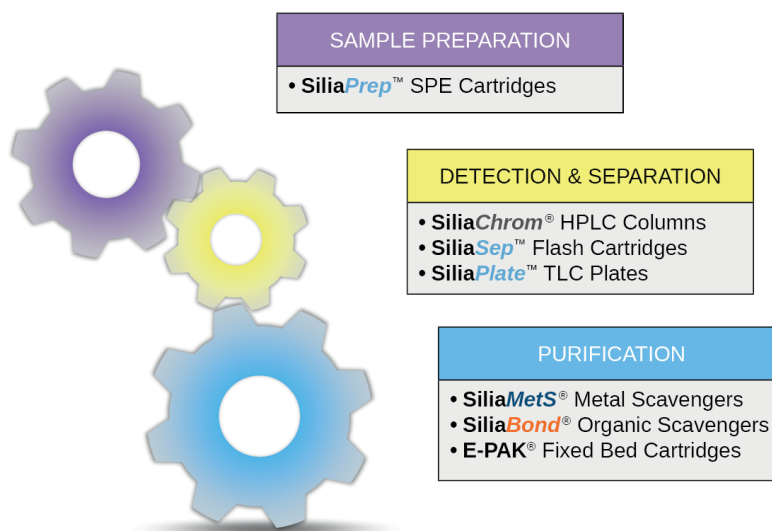 SAMPLE PREPARATION
• SiliaPrep™ SPE Cartridges
DETECTION & SEPARATION
• SiliaChrom® HPLC Columns
• SiliaSep™ Flash Cartridges
• SiliaPlate™ TLC Plates
PURIFICATION
• SiliaMetS® Metal Scavengers
• SiliaBond® Organic Scavengers
• E-PAK® Fixed Bed Cartridges